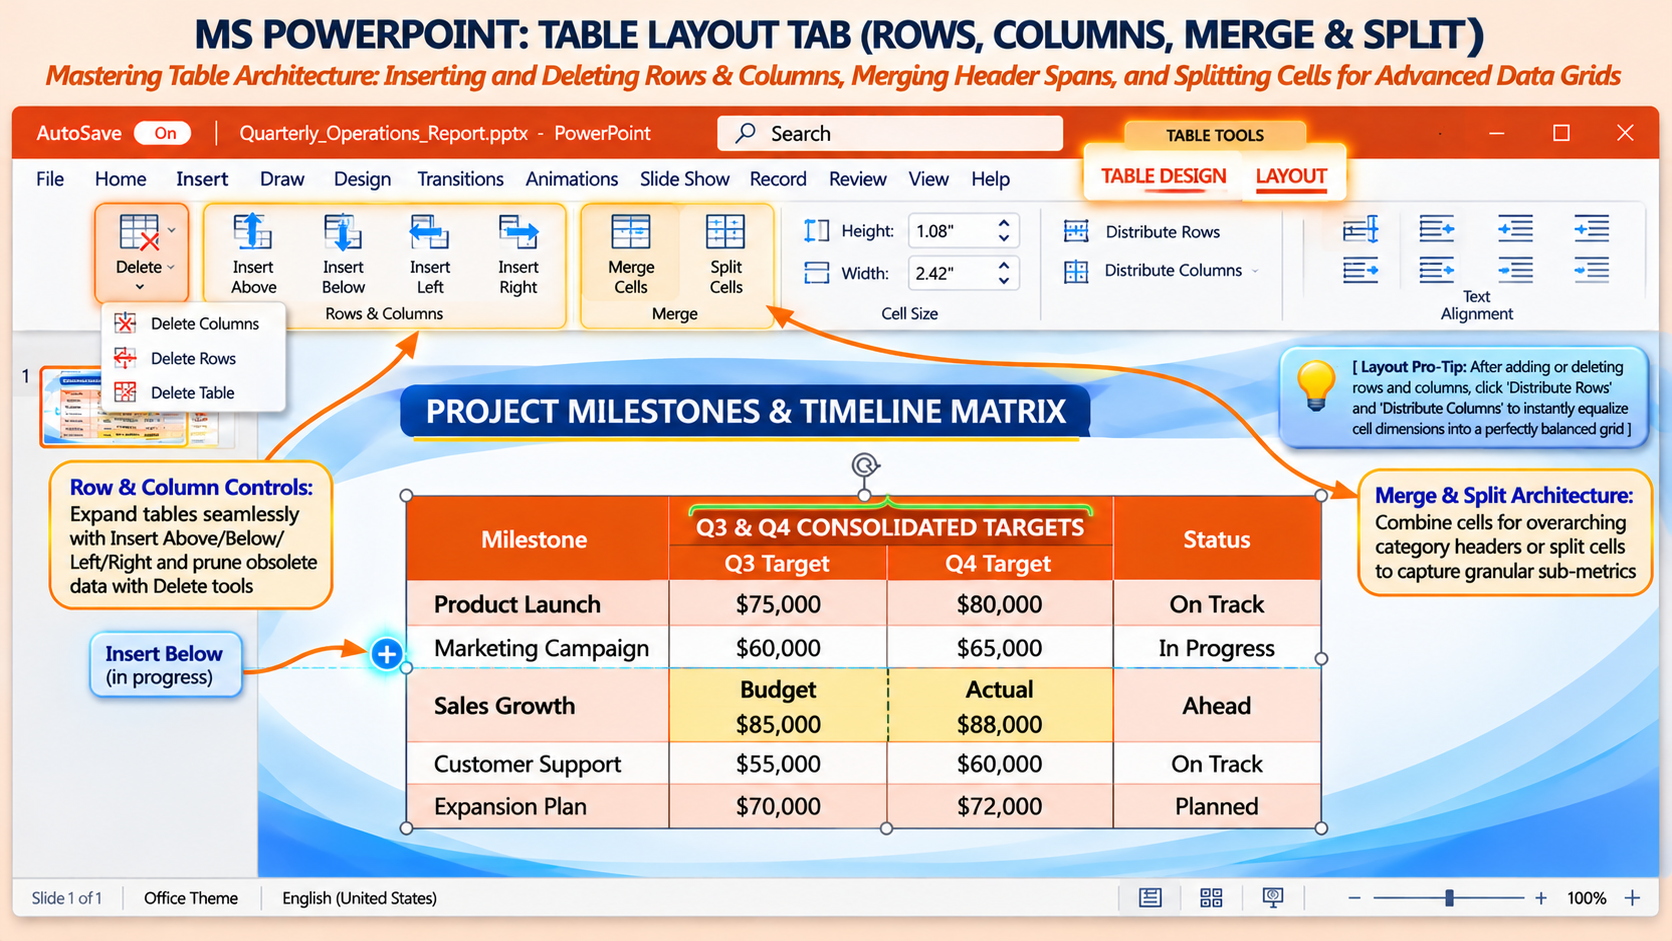 MS POWERPOINT: TABLE LAYOUT TAB (ROWS, COLUMNS, MERGE & SPLIT)
Mastering Table Architecture: Inserting and Deleting Rows & Columns, Merging Header Spans, and Splitting Cells for Advanced Data Grids
AutoSave On Quarterly_Operations_Report.pptx - PowerPoint Search
TABLE TOOLS
File Home Insert Draw Design Transitions Animations Slide Show Record Review View Help TABLE DESIGN LAYOUT
Delete
Insert Above
Insert Below
Insert Left
Insert Right
Rows & Columns
Merge Cells
Split Cells
Merge
Height: 1.08"
Width: 2.42"
Cell Size
Distribute Rows
Distribute Columns
Text
Alignment
Delete Columns
Delete Rows
Delete Table
1
[ Layout Pro-Tip: After adding or deleting
rows and columns, click 'Distribute Rows'
and 'Distribute Columns' to instantly equalize
cell dimensions into a perfectly balanced grid ]
PROJECT MILESTONES & TIMELINE MATRIX
Row & Column Controls:
Expand tables seamlessly
with Insert Above/Below/
Left/Right and prune obsolete
data with Delete tools
Merge & Split Architecture:
Combine cells for overarching
category headers or split cells
to capture granular sub-metrics
Insert Below
(in progress)
Milestone Q3 & Q4 CONSOLIDATED TARGETS Status
Q3 Target Q4 Target
Product Launch $75,000 $80,000 On Track
Marketing Campaign $60,000 $65,000 In Progress
Budget Actual
Sales Growth $85,000 $88,000 Ahead
Customer Support $55,000 $60,000 On Track
Expansion Plan $70,000 $72,000 Planned
Slide 1 of 1 Office Theme English (United States) 100%